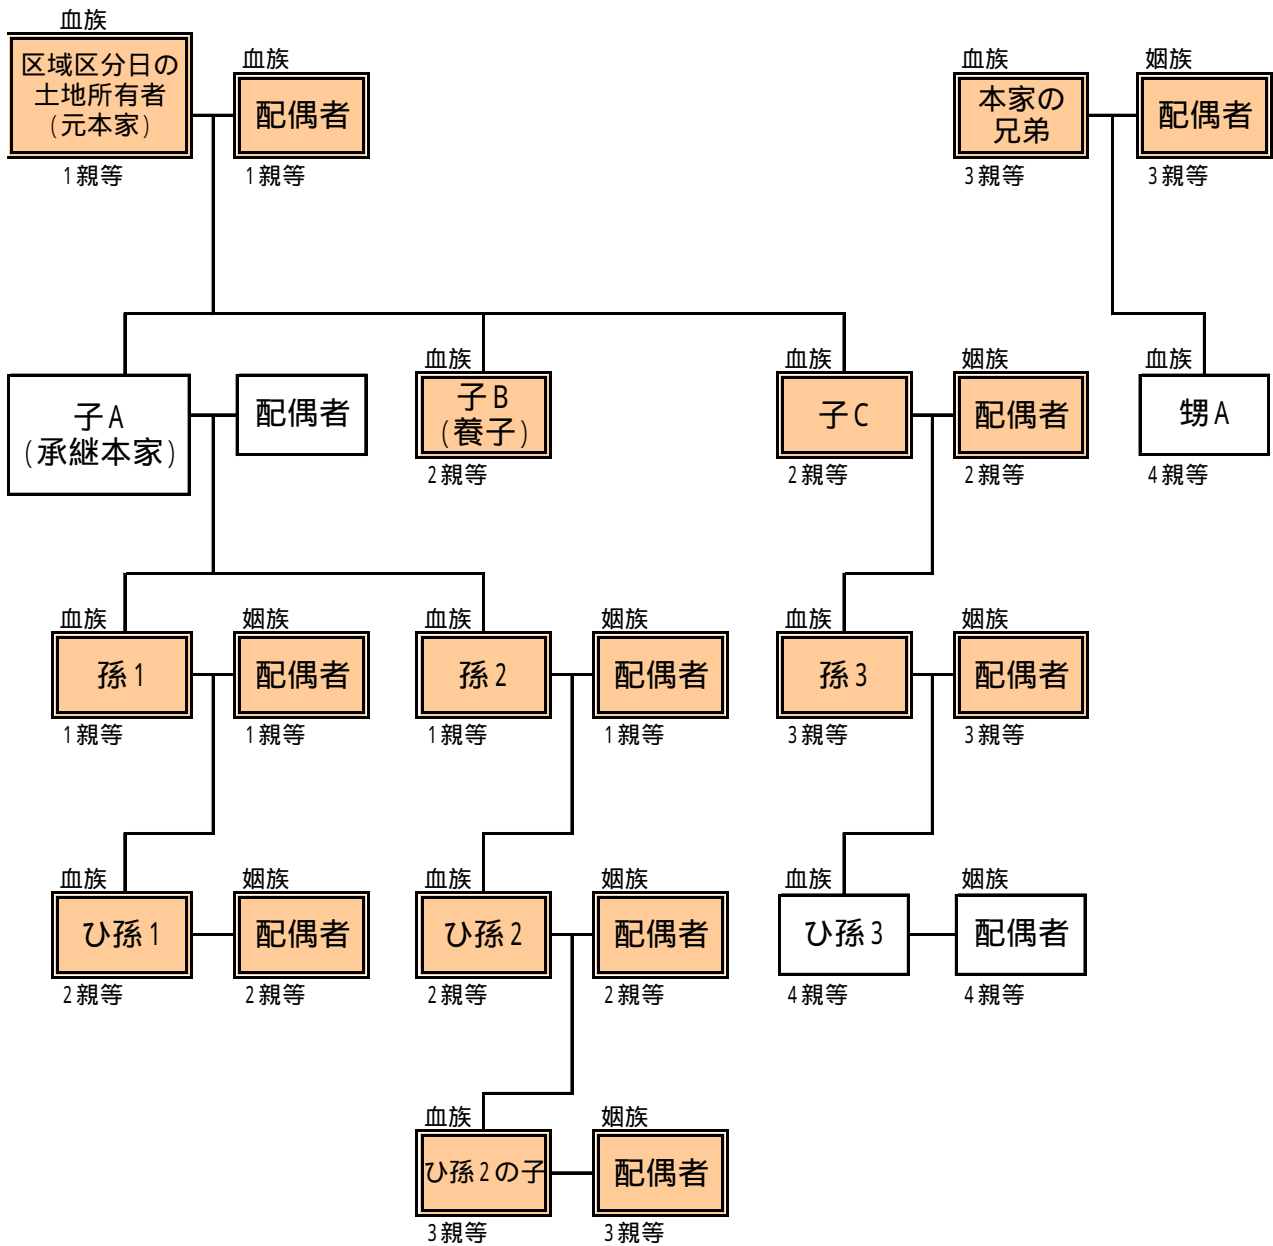 血族
区域区分日の
土地所有者
(元本家)
1親等
血族
配偶者
1親等
血族
本家の
兄弟
3親等
姻族
配偶者
3親等
子A
(承継本家)
配偶者
血族
子B
(養子)
2親等
血族
子C
2親等
姻族
配偶者
2親等
血族
甥A
4親等
血族
孫1
1親等
姻族
配偶者
1親等
血族
孫2
1親等
姻族
配偶者
1親等
血族
孫3
3親等
姻族
配偶者
3親等
血族
ひ孫1
2親等
姻族
配偶者
2親等
血族
ひ孫2
2親等
姻族
配偶者
2親等
血族
ひ孫3
4親等
姻族
配偶者
4親等
血族
ひ孫2の子
3親等
姻族
配偶者
3親等